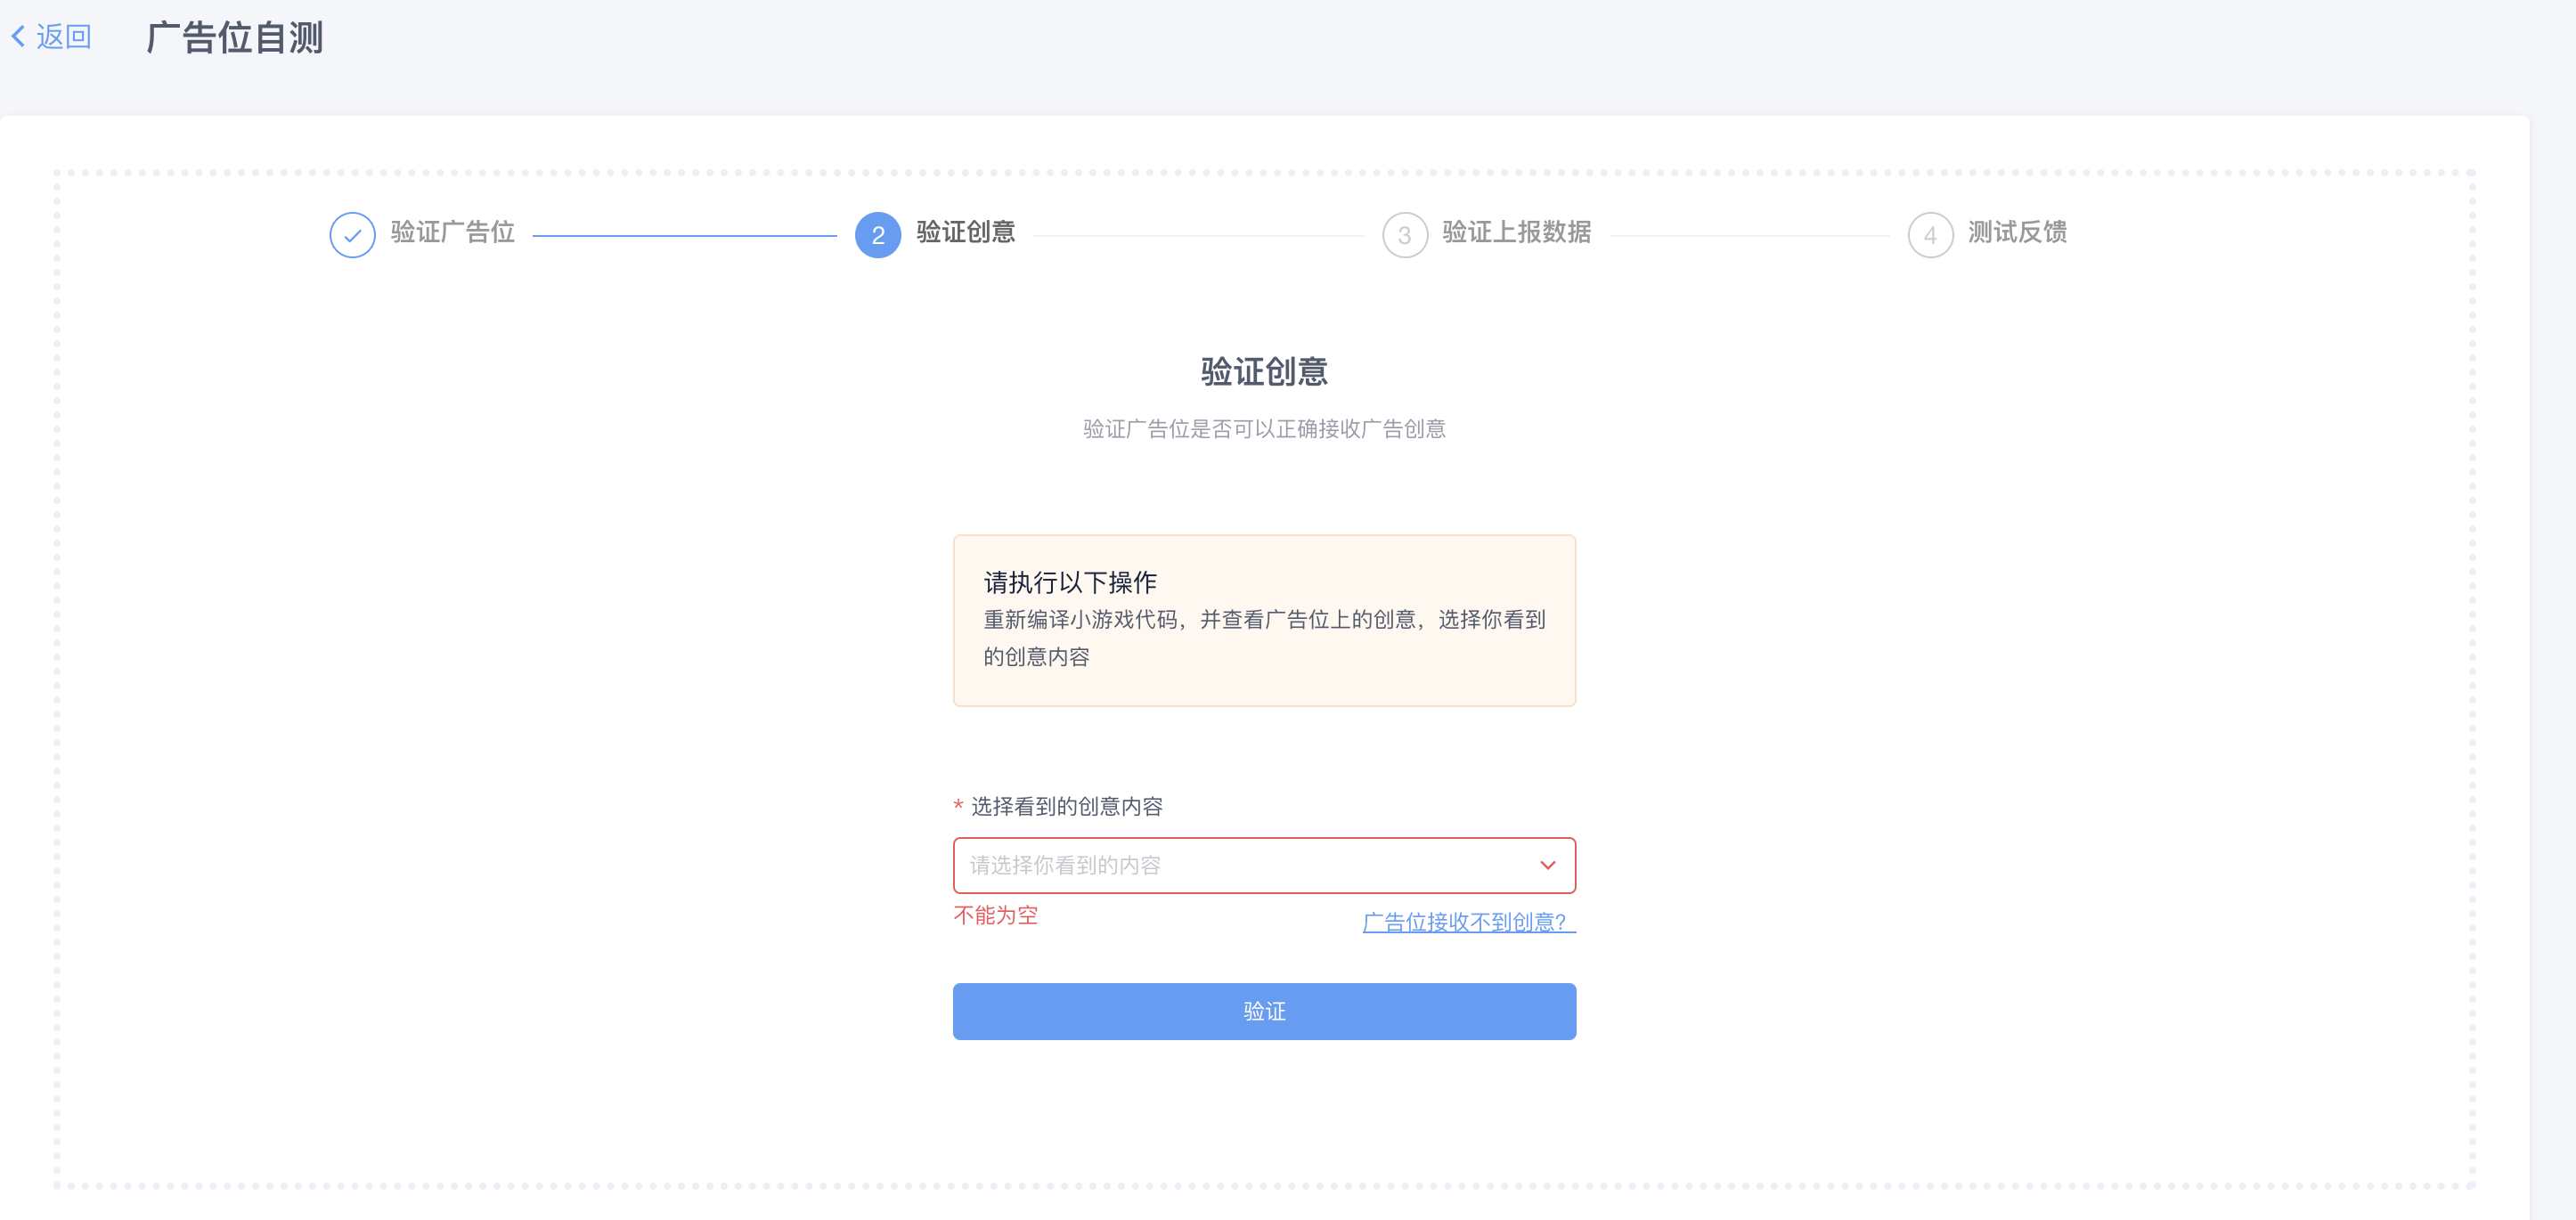 返回
广告位自测
验证广告位
2 验证创意
3 验证上报数据
4 测试反馈
验证创意
验证广告位是否可以正确接收广告创意
请执行以下操作
重新编译小游戏代码，并查看广告位上的创意，选择你看到
的创意内容
* 选择看到的创意内容
请选择你看到的内容
不能为空
广告位接收不到创意？
验证